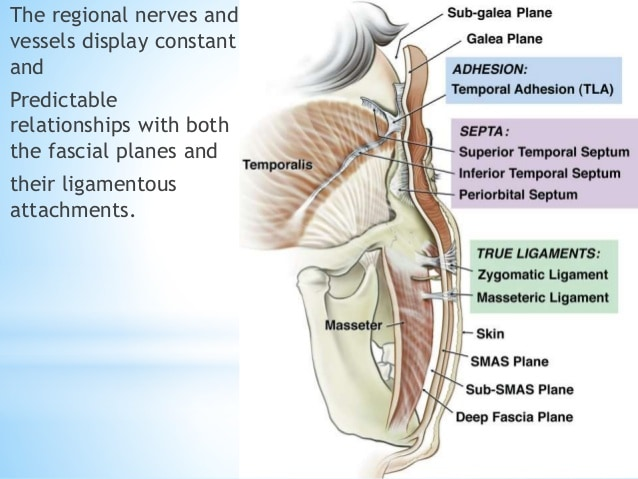 The regional nerves and
vessels display constant
and
Predictable
relationships with both
the fascial planes and
their ligamentous
attachments.
Sub-galea Plane
Galea Plane
ADHESION:
Temporal Adhesion (TLA)
SEPTA:
Superior Temporal Septum
Inferior Temporal Septum
Periorbital Septum
Temporalis
TRUE LIGAMENTS:
Zygomatic Ligament
Masseteric Ligament
Masseter
Skin
SMAS Plane
Sub-SMAS Plane
Deep Fascia Plane